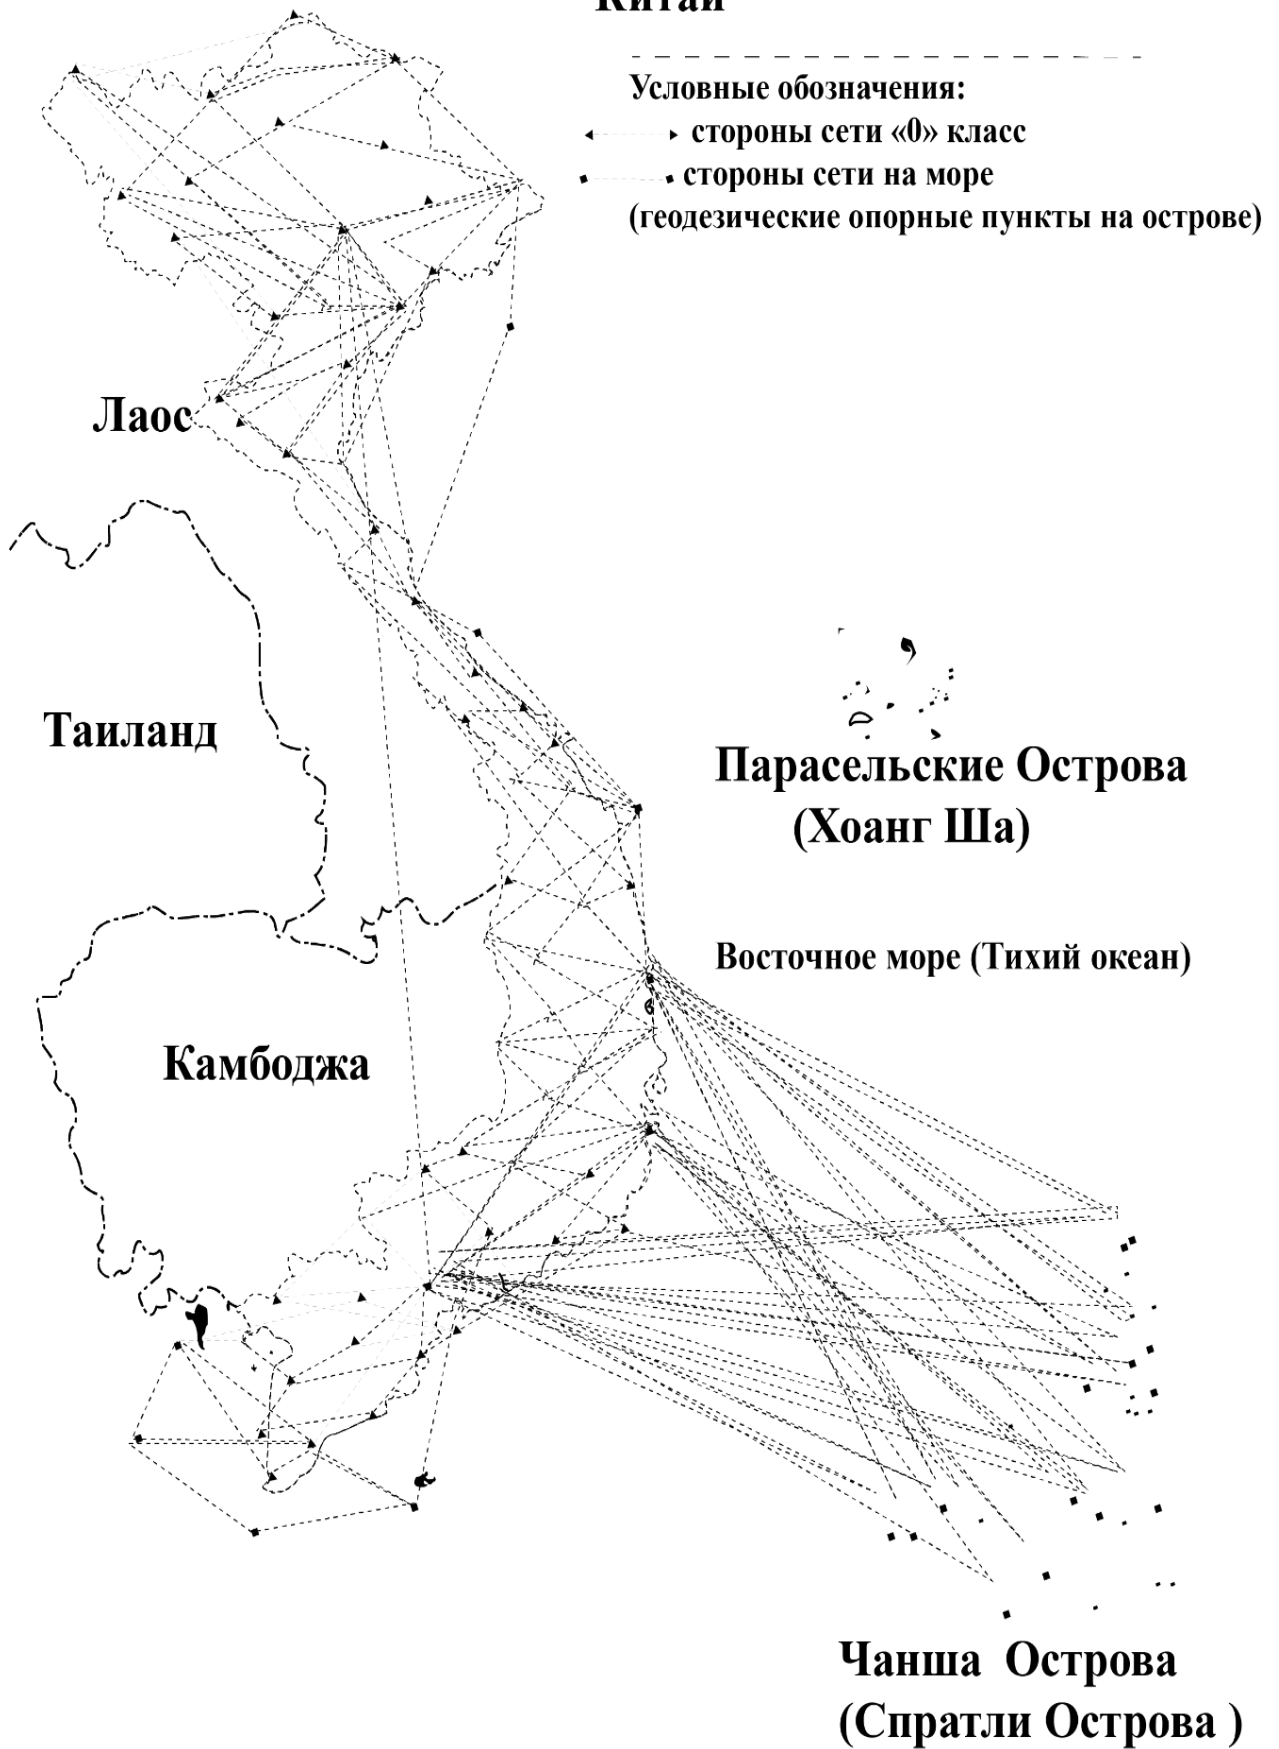 Китай
Условные обозначения:
стороны сети «0» класс
стороны сети на море
(геодезические опорные пункты на острове)
Лаос
Таиланд
Парасельские Острова
(Хоанг Ша)
Восточное море (Тихий океан)
Камбоджа
Чанша Острова
(Спратли Острова )